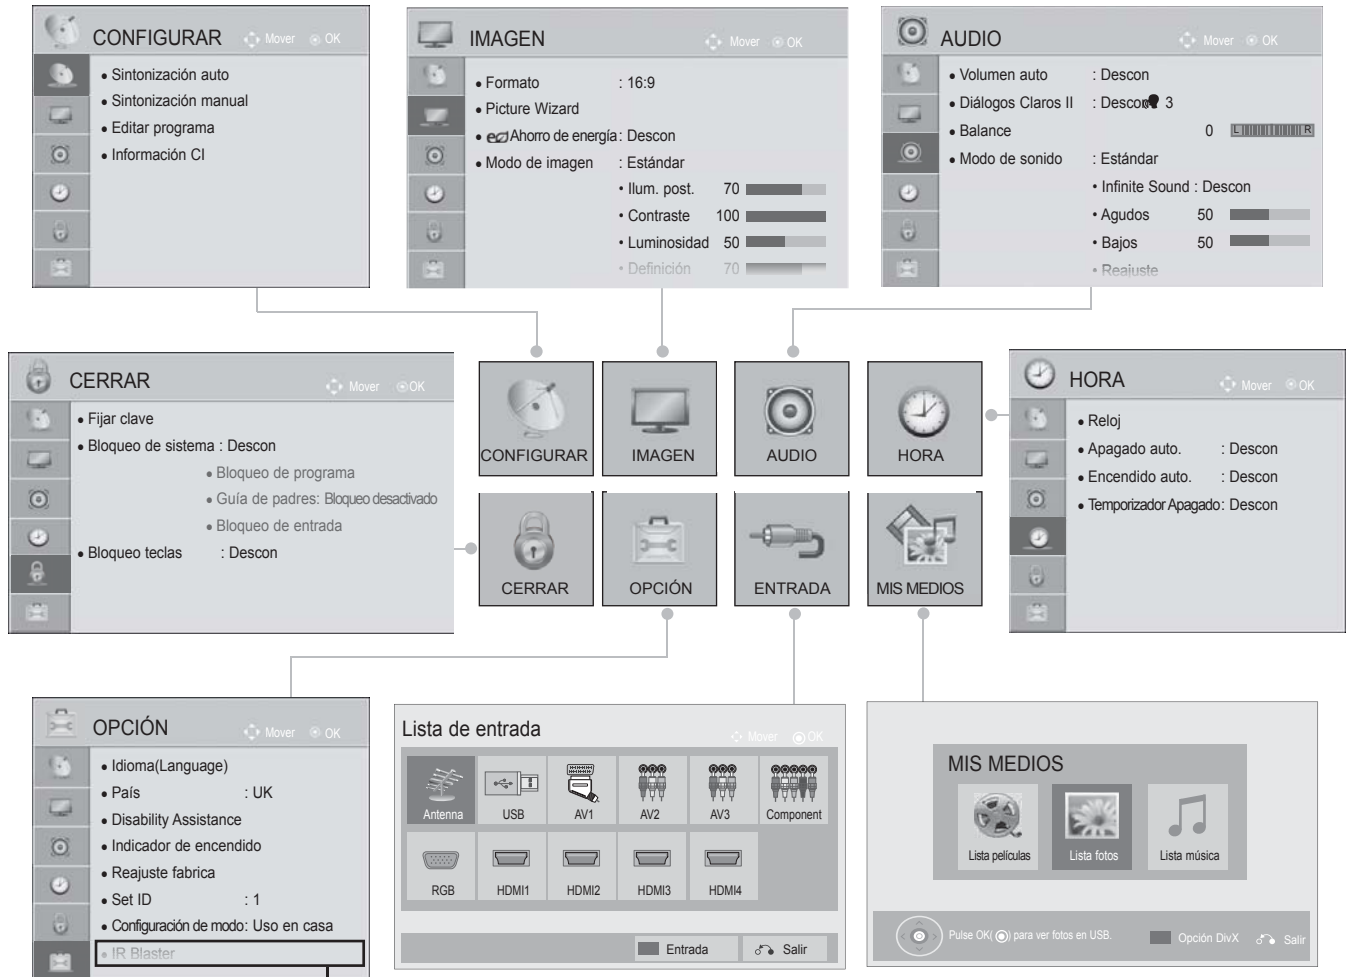 CONFIGURAR Mover OK
• Sintonización auto
• Sintonización manual
• Editar programa
• Información CI
IMAGEN Mover OK
• Formato : 16:9
• Picture Wizard
• eco Ahorro de energía : Descon
• Modo de imagen : Estándar
• Ilum. post. 70
• Contraste 100
• Luminosidad 50
• Definición 70
AUDIO Mover OK
• Volumen auto : Descon
• Diálogos Claros II : Descon 3
• Balance 0 L R
• Modo de sonido : Estándar
• Infinite Sound : Descon
• Agudos 50
• Bajos 50
• Reajuste
CERRAR Mover OK
• Fijar clave
• Bloqueo de sistema : Descon
• Bloqueo de programa
• Guía de padres: Bloqueo desactivado
• Bloqueo de entrada
• Bloqueo teclas : Descon
CONFIGURAR
IMAGEN
AUDIO
HORA
CERRAR
OPCIÓN
ENTRADA
MIS MEDIOS
HORA Mover OK
• Reloj
• Apagado auto. : Descon
• Encendido auto. : Descon
• Temporizador Apagado : Descon
OPCIÓN Mover OK
• Idioma(Language)
• País : UK
• Disability Assistance
• Indicador de encendido
• Reajuste fabrica
• Set ID : 1
• Configuración de modo : Uso en casa
• IR Blaster
Lista de entrada Mover OK
Antenna USB AV1 AV2 AV3 Component
RGB HDMI1 HDMI2 HDMI3 HDMI4
Entrada Salir
MIS MEDIOS
Lista películas Lista fotos Lista música
Pulse OK( ) para ver fotos en USB. Opción DivX Salir